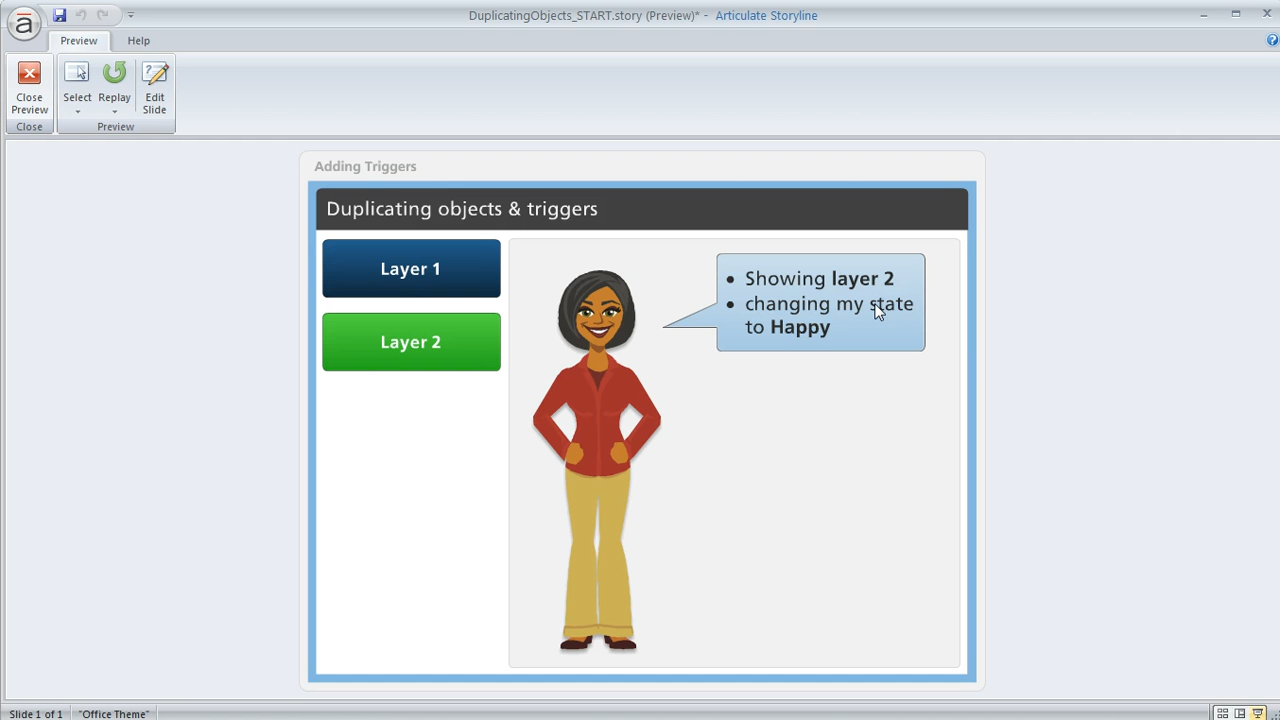 DuplicatingObjects_START.story (Preview)* - Articulate Storyline
Preview
Help
Close
Preview
Select
Replay
Edit
Slide
Close
Preview
Adding Triggers
Duplicating objects & triggers
Layer 1
Layer 2
• Showing layer 2
• changing my state
to Happy
Slide 1 of 1
"Office Theme"